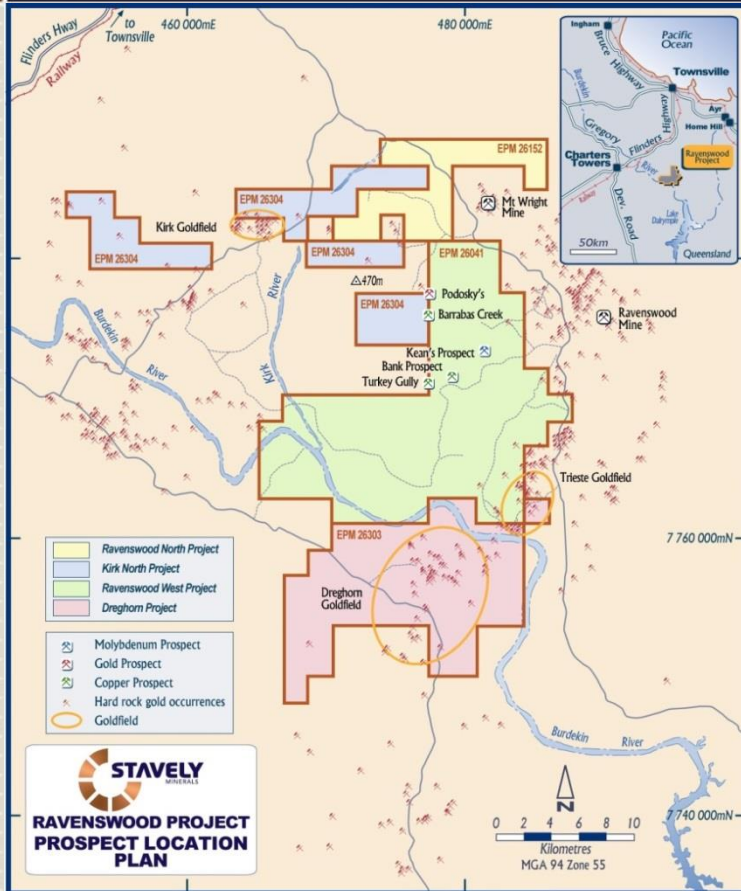 460 000mE
480 000mE
Flinders Hway
to
Townsville
Railway
Ingham
Pacific
Ocean
Bruce Highway
Townsville
Burdekin
Ayr
Home Hill
Gregory
Flinders Highway
Charters
Towers
River
Ravenswood
Project
Dev. Road
Lake
Dalrymple
50km
Queensland
EPM 26152
EPM 26304
Mt Wright
Mine
Kirk Goldfield
EPM 26304
EPM 26304
EPM 26041
470m
Kirk River
EPM 26304
Podosky's
Barrabas Creek
Ravenswood
Mine
Burdekin
River
Kean's Prospect
Bank Prospect
Turkey Gully
Trieste Goldfield
EPM 26303
7 760 000mN
Dreghorn
Goldfield
Ravenswood North Project
Kirk North Project
Ravenswood West Project
Dreghorn Project
Molybdenum Prospect
Gold Prospect
Copper Prospect
Hard rock gold occurrences
Goldfield
Burdekin River
STAVELY
MINERALS
RAVENSWOOD PROJECT
PROSPECT LOCATION
PLAN
N
7 740 000mN
0 2 4 6 8 10
Kilometres
MGA 94 Zone 55